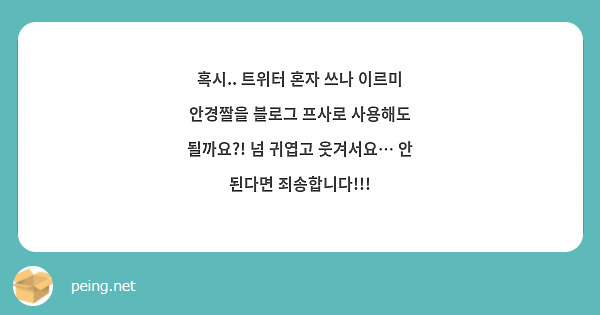 혹시.. 트위터 혼자 쓰나 이르미
안경짤을 블로그 프사로 사용해도
될까요?! 넘 귀엽고 웃겨서요… 안
된다면 죄송합니다!!!
peing.net